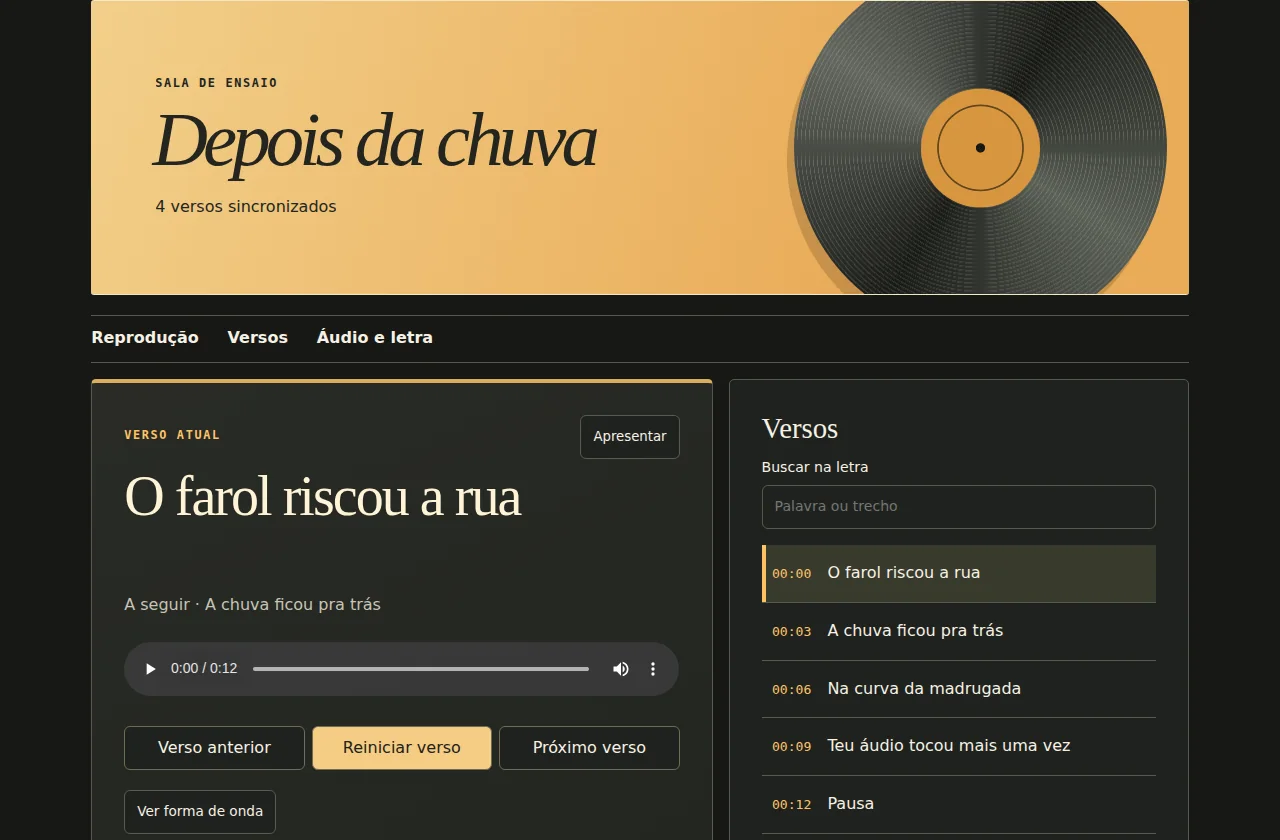 SALA DE ENSAIO
Depois da chuva
4 versos sincronizados
Reprodução Versos Áudio e letra
VERSO ATUAL
Apresentar
O farol riscou a rua
A seguir · A chuva ficou pra trás
0:00 / 0:12
Verso anterior Reiniciar verso Próximo verso
Ver forma de onda
Versos
Buscar na letra
Palavra ou trecho
00:00 O farol riscou a rua
00:03 A chuva ficou pra trás
00:06 Na curva da madrugada
00:09 Teu áudio tocou mais uma vez
00:12 Pausa